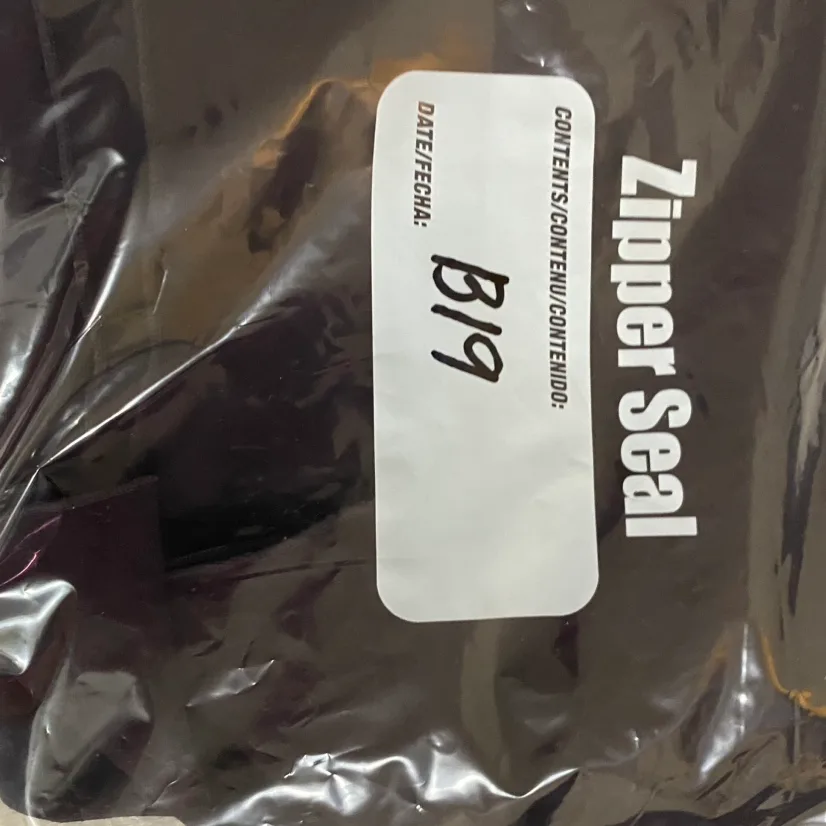 Zipper Seal
CONTENTS/CONTENU/CONTENIDO:
B19
DATE/FECHA: